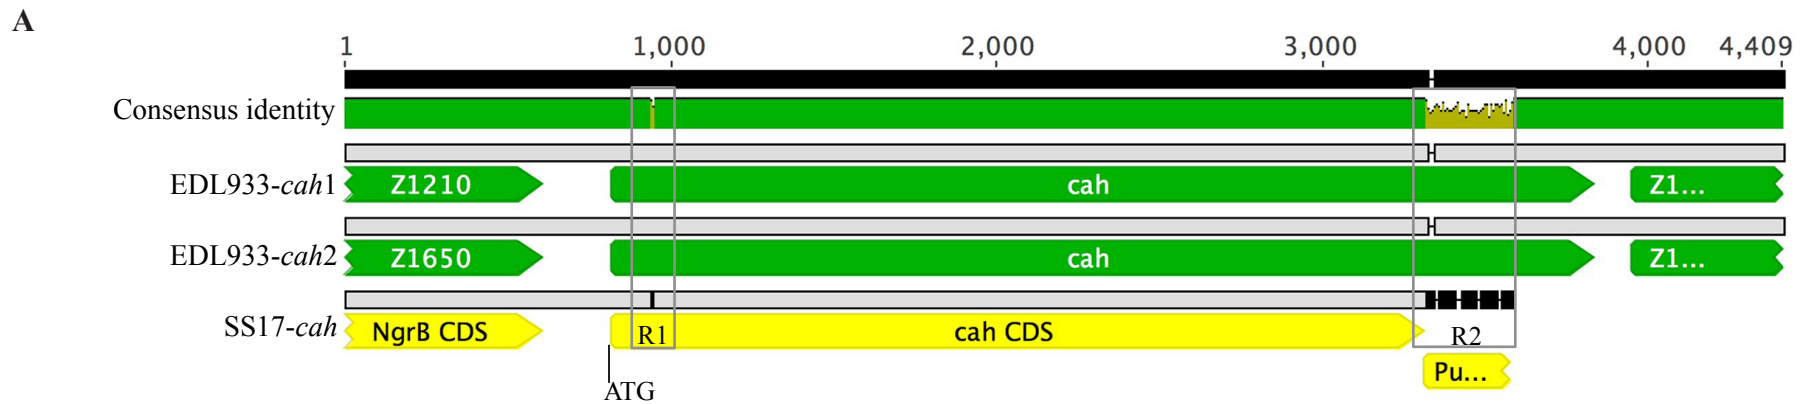 A
1 1,000 2,000 3,000 4,000 4,409
Consensus identity
EDL933-cah1 Z1210 cah Z1...
EDL933-cah2 Z1650 cah Z1...
SS17-cah NgrB CDS R1 cah CDS R2
Pu...
ATG